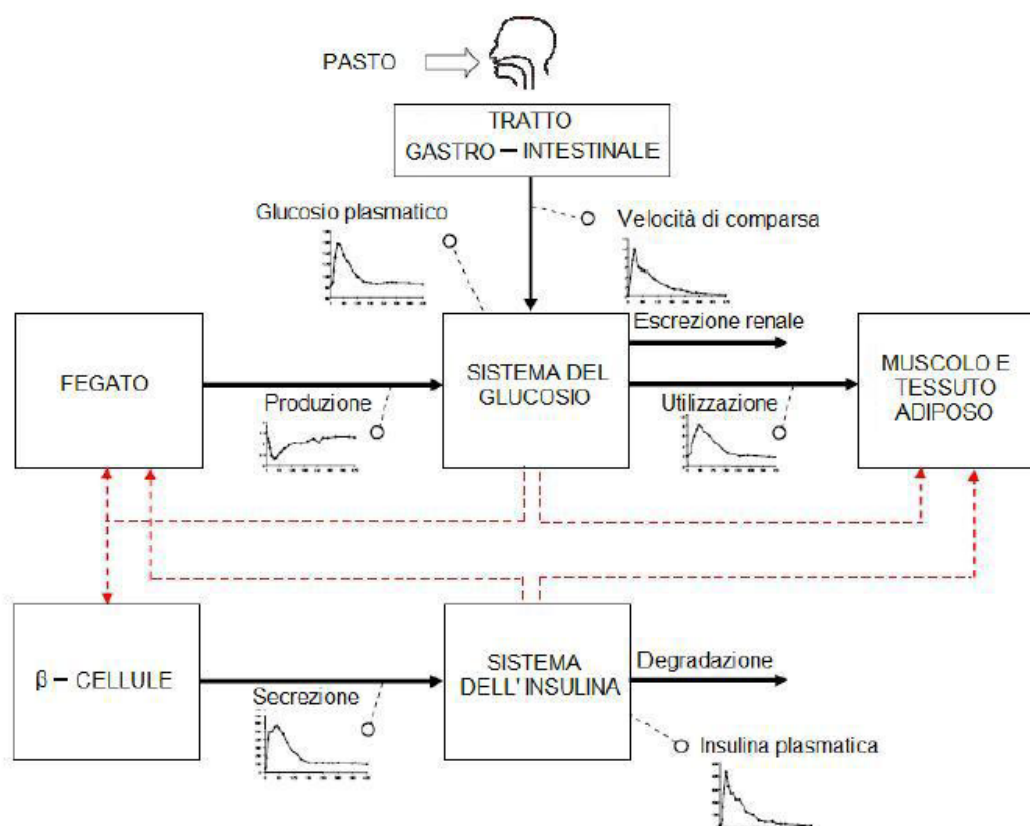 PASTO
TRATTO
GASTRO – INTESTINALE
Glucosio plasmatico
Velocità di comparsa
Escrezione renale
FEGATO
SISTEMA DEL
GLUCOSIO
MUSCOLO E
TESSUTO
ADIPOSO
Produzione
Utilizzazione
β – CELLULE
SISTEMA
DELL' INSULINA
Degradazione
Secrezione
Insulina plasmatica